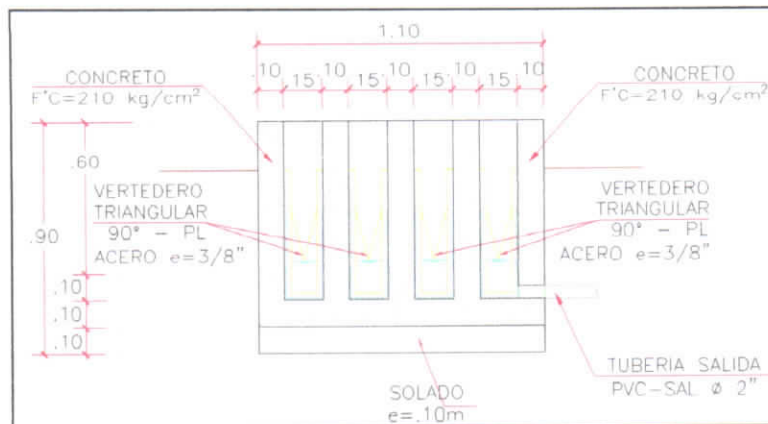 1.10
.10 .15 .10 .15 .10 .15 .10 .15 .10
CONCRETO
F'C=210 kg/cm²
CONCRETO
F'C=210 kg/cm²
.60
.90
.10
.10
.10
VERTEDERO
TRIANGULAR
90° - PL
ACERO e=3/8"
VERTEDERO
TRIANGULAR
90° - PL
ACERO e=3/8"
SOLADO
e=.10m
TUBERIA SALIDA
PVC-SAL Ø 2"